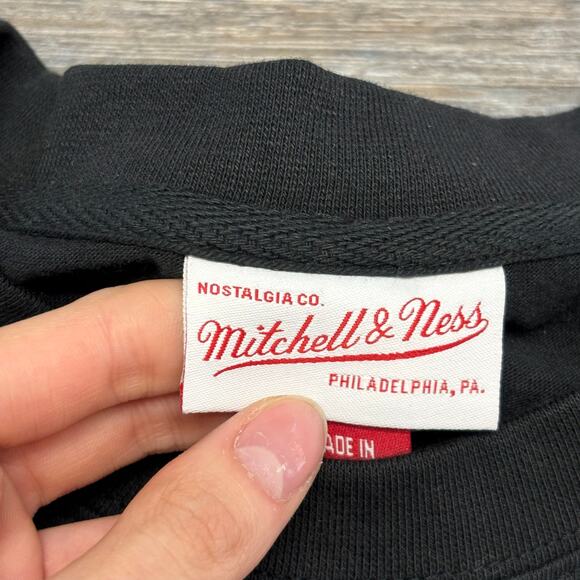 NOSTALGIA CO.
Mitchell & Ness
PHILADELPHIA, PA.
ADE IN